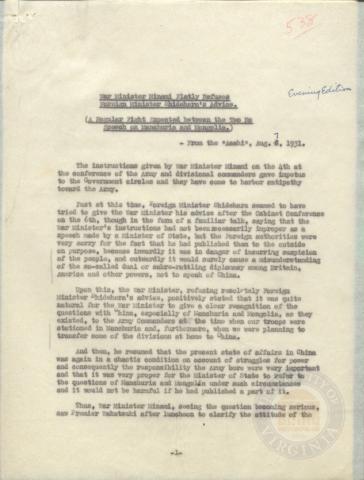 538
Evening Edition
War Minister Minami Flatly Refuses
Foreign Minister Shidehara's Advice.
(A Regular Fight Expected between the Two Re
Speech on Manchuria and Mongolia.)
- From the "Asahi", Aug. 7, 1931.
The instructions given by War Minister Minami on the 4th at
the conference of the Army and divisional commanders gave impetus
to the Government circles and they have come to harbor antipathy
toward the Army.
Just at this time, Foreign Minister Shidehara seemed to have
tried to give the War Minister his advice after the Cabinet Conference
on the 6th, though in the form of a familiar talk, saying that the
War Minister's instructions had not been necessarily improper as a
speech made by a Minister of State, but the Foreign authorities were
very sorry for the fact that he had published them to the outside
on purpose, because inwardly it was in danger of insuring suspicion
of the people, and outwardly it would surely cause a misunderstanding
of the so-called dual or sabre-rattling diplomacy among Britain,
America and other powers, not to speak of China.
Upon this, the War Minister, refusing resolutely Foreign
Minister Shidehara's advice, positively stated that it was quite
natural for the War Minister to give a clear recognition of the
questions with China, especially of Manchuria and Mongolia, as they
existed, to the Army Commanders at the time when our troops were
stationed in Manchuria and, furthermore, when we were planning to
transfer some of the divisions at home to China.
And then, he resumed that the present state of affairs in China
was again in a chaotic condition on account of struggles for power
and consequently the responsibility the Army bore were very important
and that it was very proper for the Minister of State to refer to
the questions of Manchuria and Mongolia under such circumstances
and it would not be harmful if he had published a part of it.
Thus, War Minister Minami, seeing the question becoming serious,
saw Premier Wakatsuki after luncheon to clarify the attitude of the
-1-
VIRGINIA